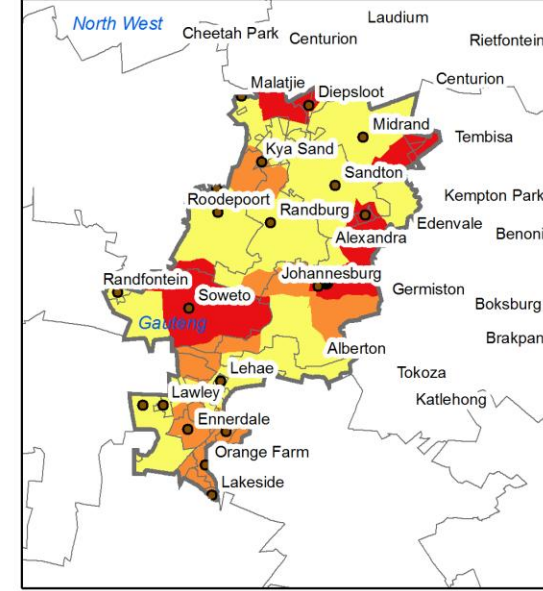 North West
Laudium
Cheetah Park
Centurion
Rietfontein
Malatjie
Diepsloot
Centurion
Midrand
Tembisa
Kya Sand
Sandton
Roodepoort
Randburg
Kempton Park
Edenvale
Alexandra
Benoni
Randfontein
Johannesburg
Germiston
Soweto
Boksburg
Gauteng
Brakpan
Alberton
Lehae
Tokoza
Lawley
Katlehong
Ennerdale
Orange Farm
Lakeside